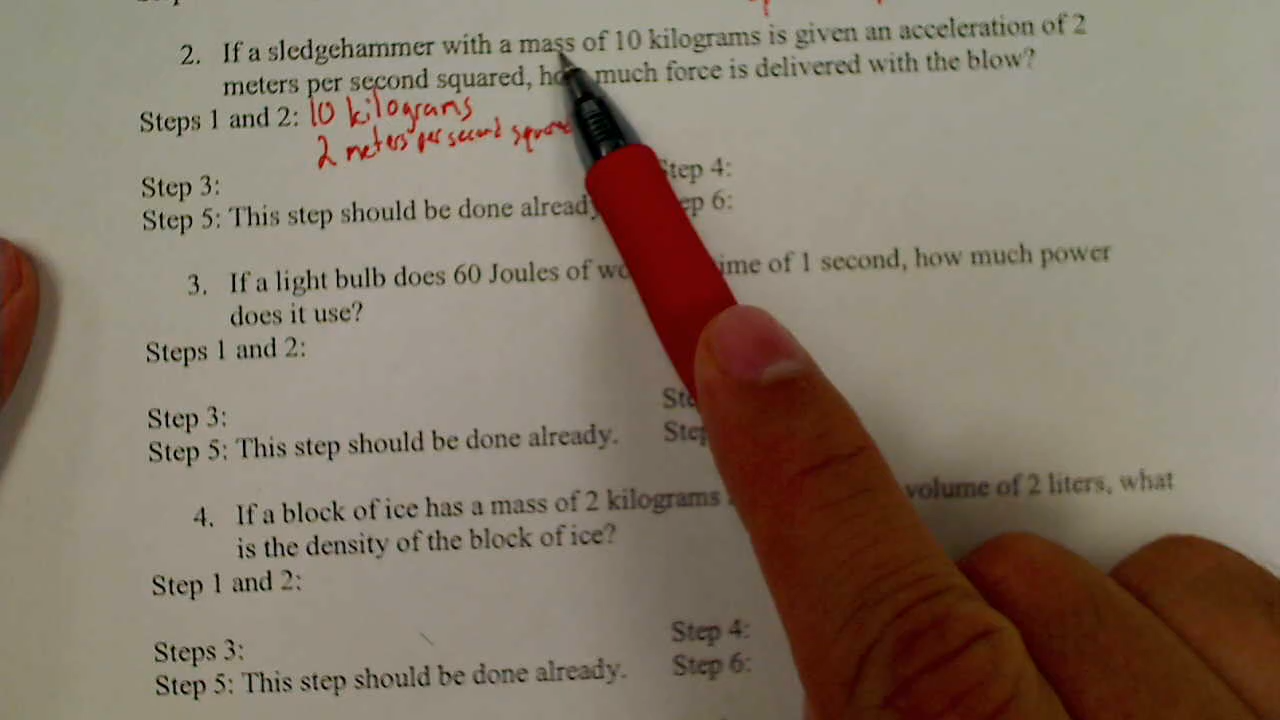 2. If a sledgehammer with a mass of 10 kilograms is given an acceleration of 2
meters per second squared, how much force is delivered with the blow?
Steps 1 and 2: 10 kilograms
2 meters per second squared
Step 3:
Step 4:
Step 5: This step should be done already
Step 6:
3. If a light bulb does 60 Joules of time of 1 second, how much power
does it use?
Steps 1 and 2:
Step 3:
Step 5: This step should be done already.
4. If a block of ice has a mass of 2 kilograms volume of 2 liters, what
is the density of the block of ice?
Step 1 and 2:
Steps 3:
Step 4:
Step 5: This step should be done already.
Step 6: